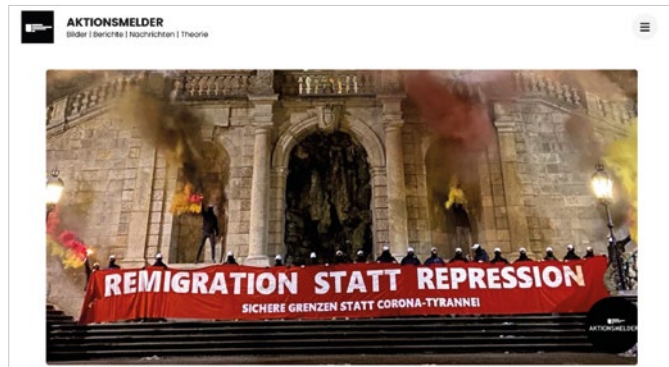 AKTIONSMELDER
Bilder | Berichte | Nachrichten | Theorie
REMIGRATION STATT REPRESSION
SICHERE GRENZEN STATT CORONA-TYRANNEI
AKTIONSMELDER